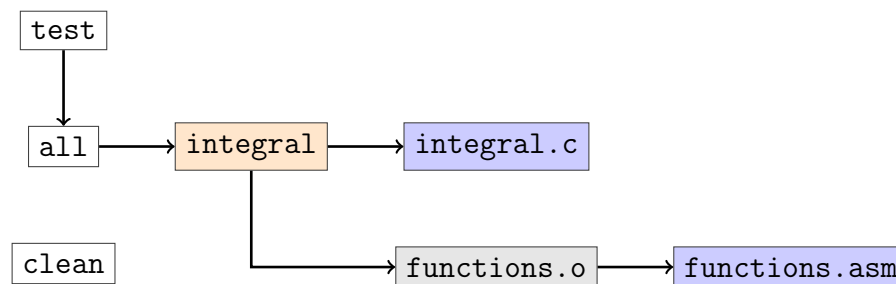 test
all
integral
integral.c
clean
functions.o
functions.asm